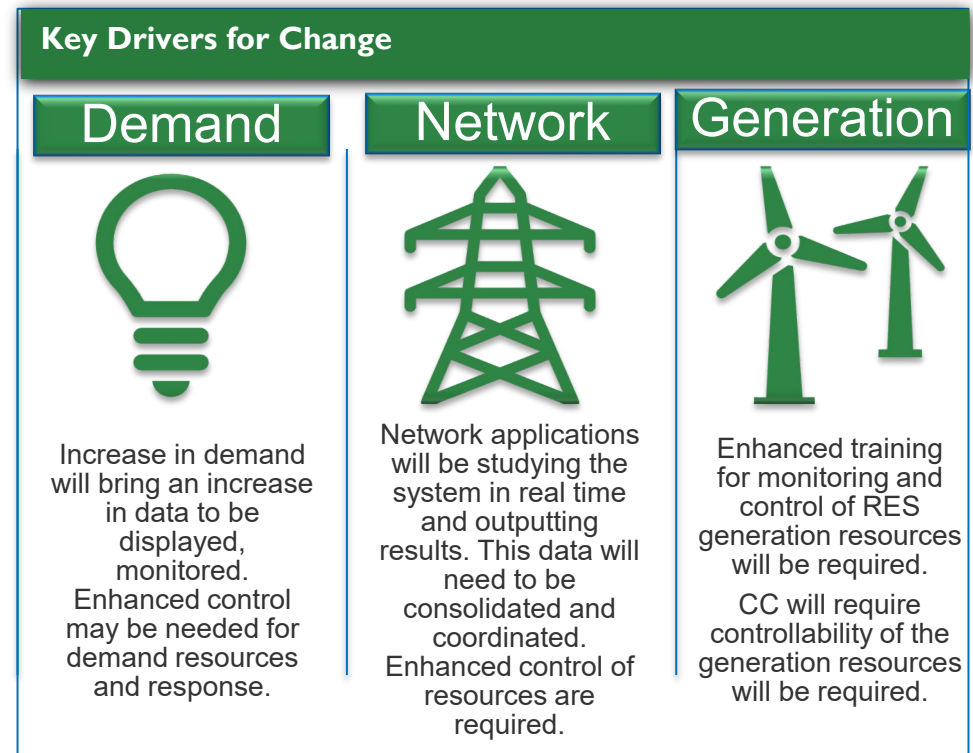 Key Drivers for Change
Demand
Increase in demand
will bring an increase
in data to be
displayed,
monitored.
Enhanced control
may be needed for
demand resources
and response.
Network
Network applications
will be studying the
system in real time
and outputting
results. This data will
need to be
consolidated and
coordinated.
Enhanced control of
resources are
required.
Generation
Enhanced training
for monitoring and
control of RES
generation resources
will be required.
CC will require
controllability of the
generation resources
will be required.